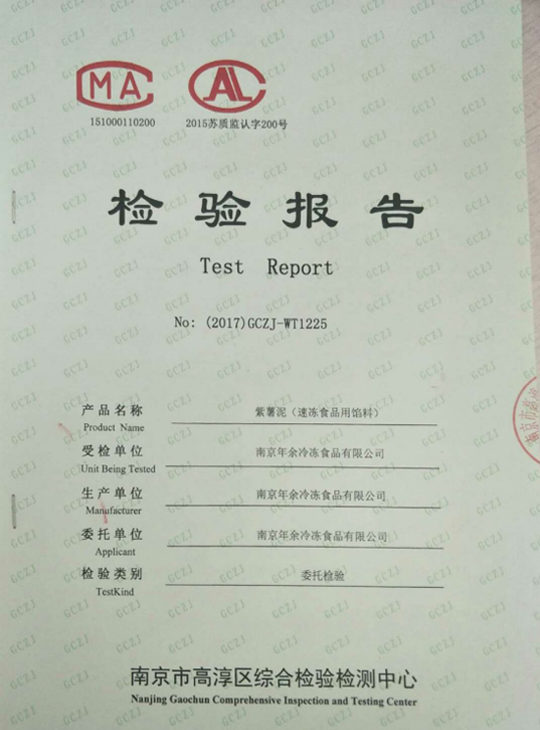 MA
AL
151000110200
2015苏质监认字200号
检验报告
Test Report
No: (2017)GCZJ-WT1225
产品名称 紫薯泥（速冻食品用馅料）
Product Name
受检单位 南京年余冷冻食品有限公司
Unit Being Tested
生产单位 南京年余冷冻食品有限公司
Manufacturer
委托单位 南京年余冷冻食品有限公司
Applicant
检验类别 委托检验
TestKind
南京市高淳区综合检验检测中心
Nanjing Gaochun Comprehensive Inspection and Testing Center